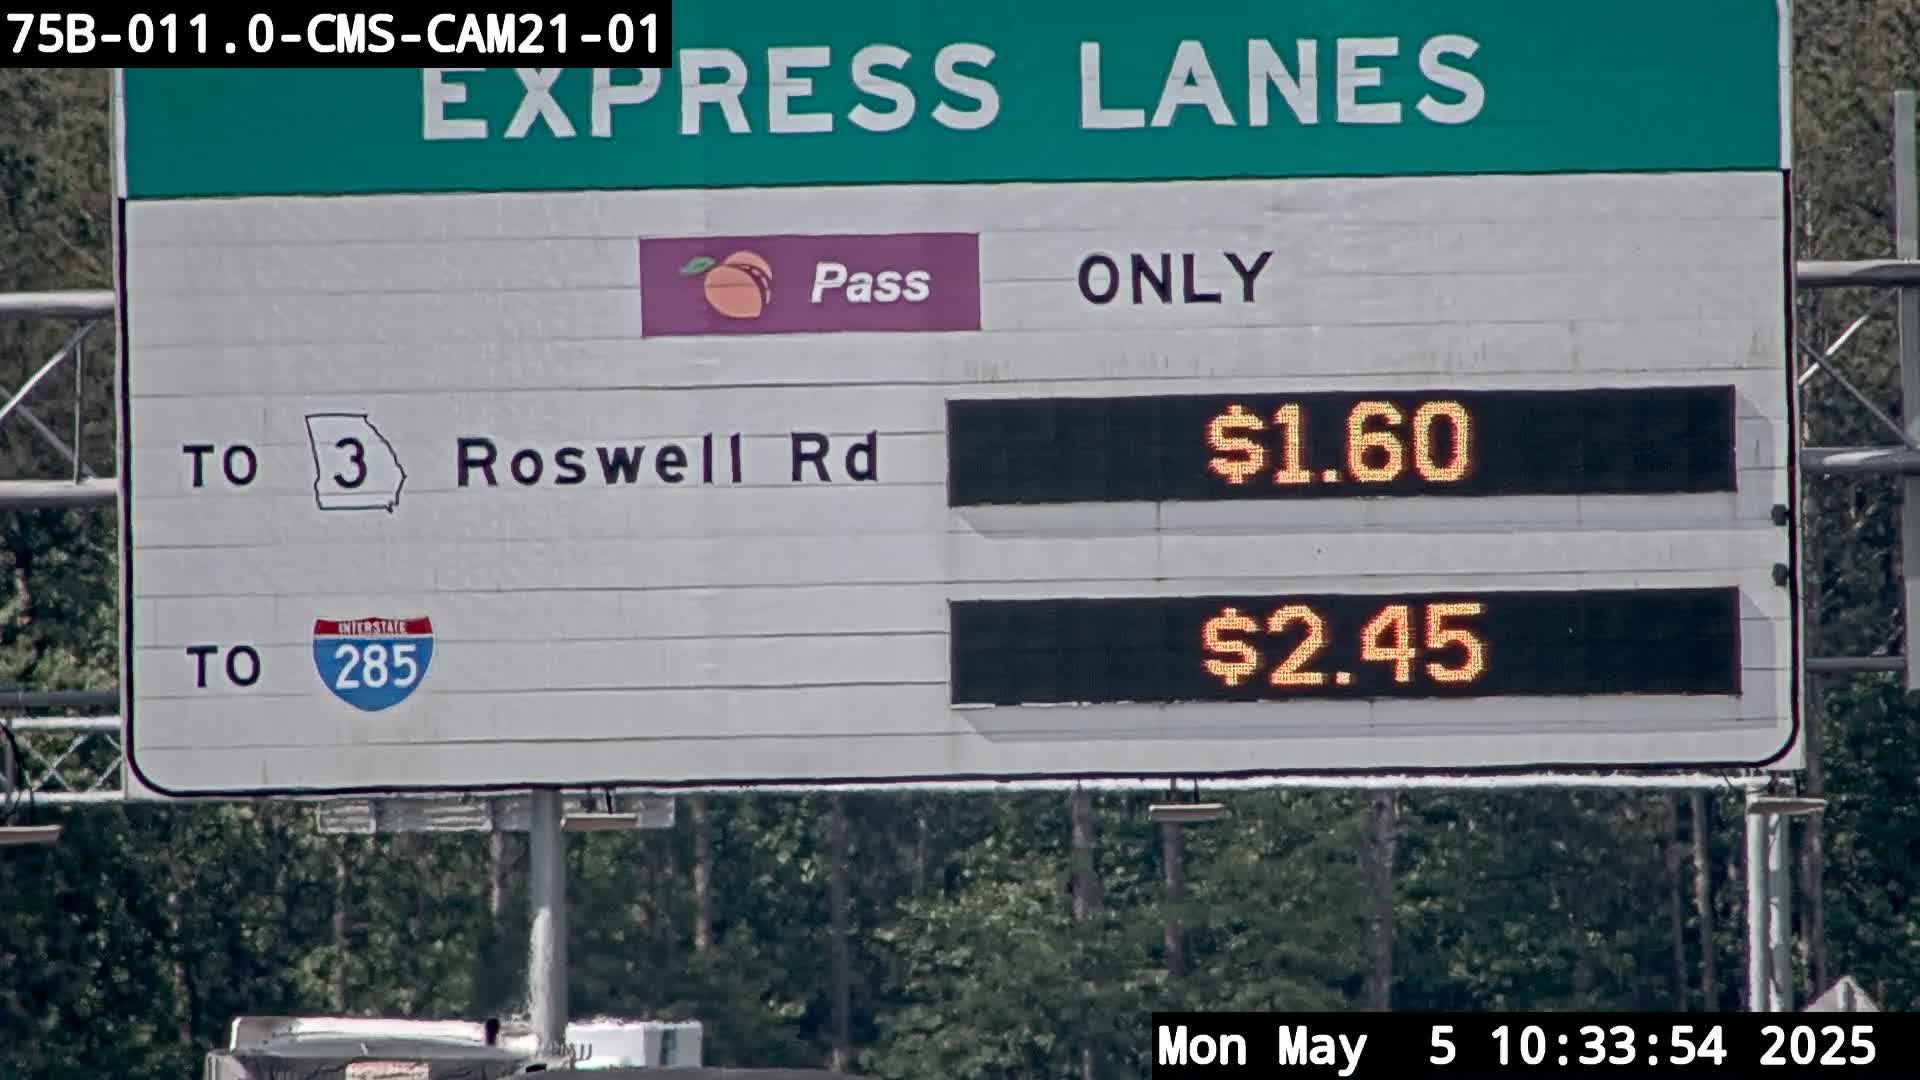 75B-011.0-CMS-CAM21-01
EXPRESS LANES
Pass ONLY
TO 3 Roswell Rd $1.60
TO INTERSTATE 285 $2.45
Mon May 5 10:33:54 2025